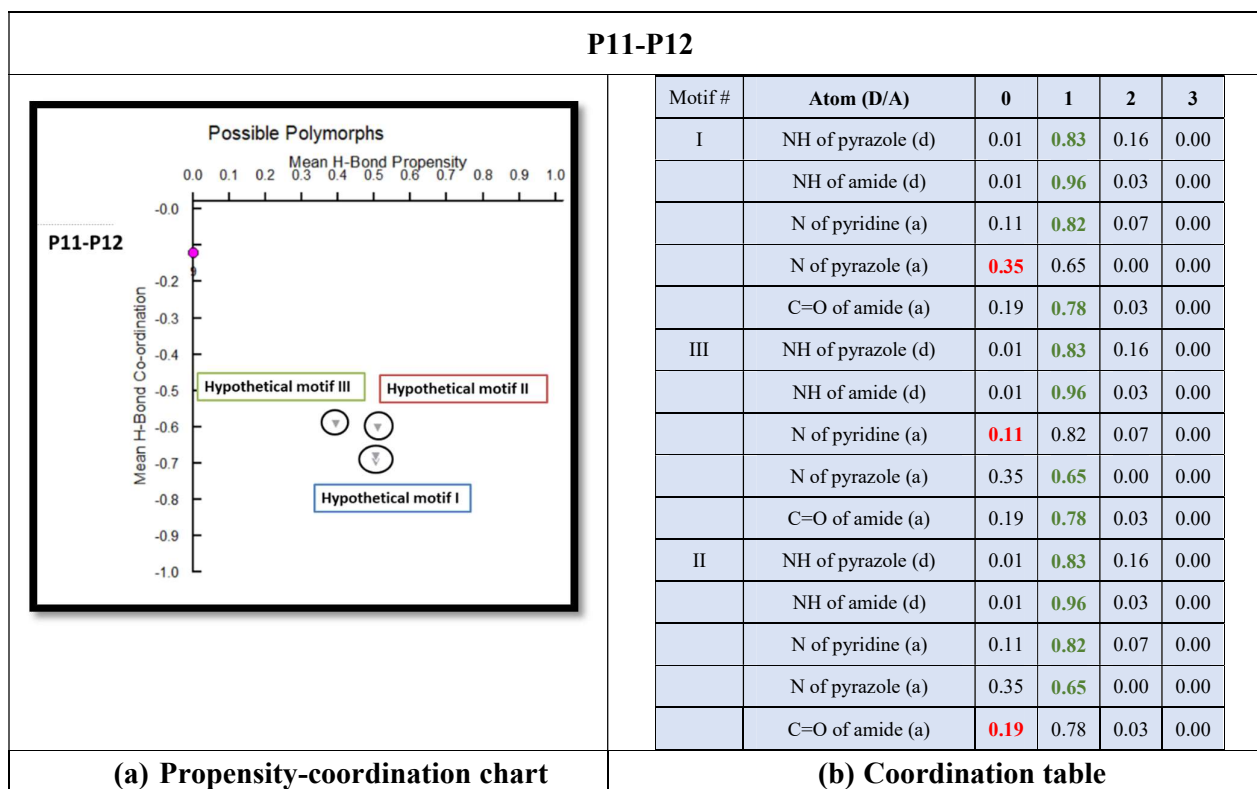 P11-P12
Possible Polymorphs
Mean H-Bond Propensity
0.0 0.1 0.2 0.3 0.4 0.5 0.6 0.7 0.8 0.9 1.0
-0.0
P11-P12
9
-0.2
-0.3
-0.4
-0.5
-0.6
-0.7
-0.8
-0.9
-1.0
Mean H-Bond Co-ordination
Hypothetical motif III
Hypothetical motif II
Hypothetical motif I
(a) Propensity-coordination chart
Motif # Atom (D/A) 0 1 2 3
I NH of pyrazole (d) 0.01 0.83 0.16 0.00
NH of amide (d) 0.01 0.96 0.03 0.00
N of pyridine (a) 0.11 0.82 0.07 0.00
N of pyrazole (a) 0.35 0.65 0.00 0.00
C=O of amide (a) 0.19 0.78 0.03 0.00
III NH of pyrazole (d) 0.01 0.83 0.16 0.00
NH of amide (d) 0.01 0.96 0.03 0.00
N of pyridine (a) 0.11 0.82 0.07 0.00
N of pyrazole (a) 0.35 0.65 0.00 0.00
C=O of amide (a) 0.19 0.78 0.03 0.00
II NH of pyrazole (d) 0.01 0.83 0.16 0.00
NH of amide (d) 0.01 0.96 0.03 0.00
N of pyridine (a) 0.11 0.82 0.07 0.00
N of pyrazole (a) 0.35 0.65 0.00 0.00
C=O of amide (a) 0.19 0.78 0.03 0.00
(b) Coordination table